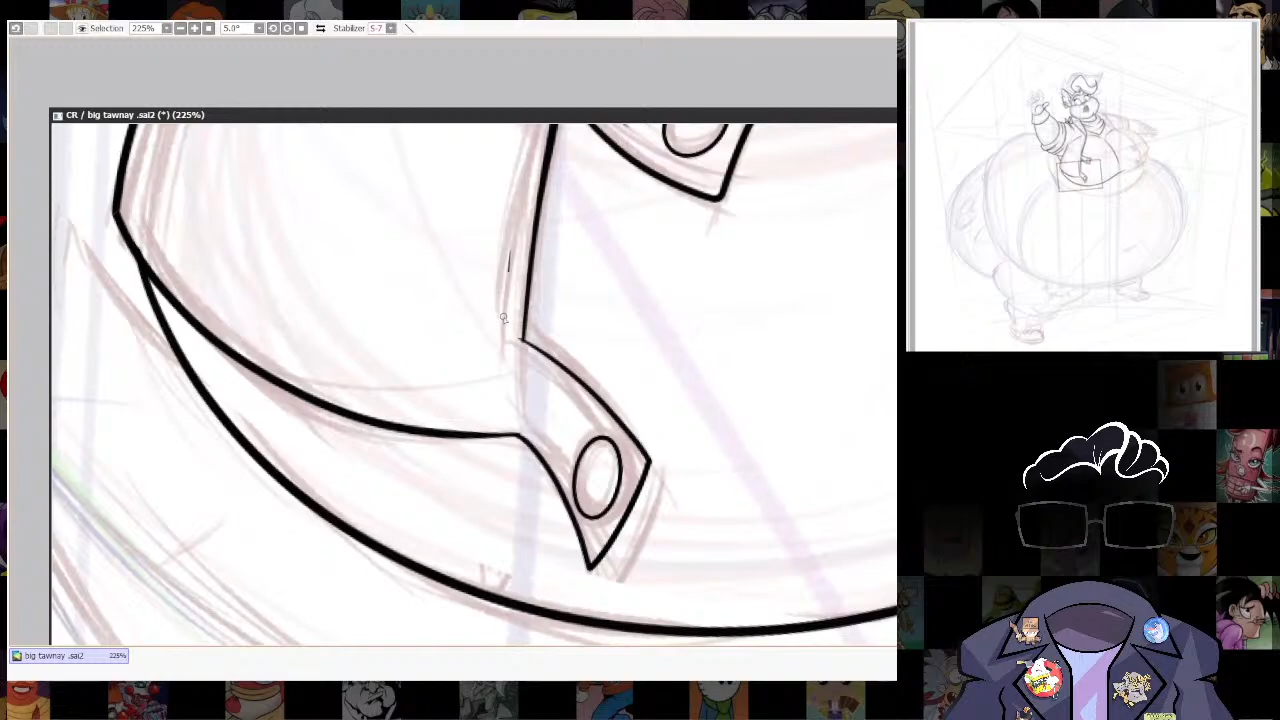 Selection 225% 5.0° Stabilizer S-7
CR / big tawnay .sai2 (*) (225%)
big tawnay .sai2 225%